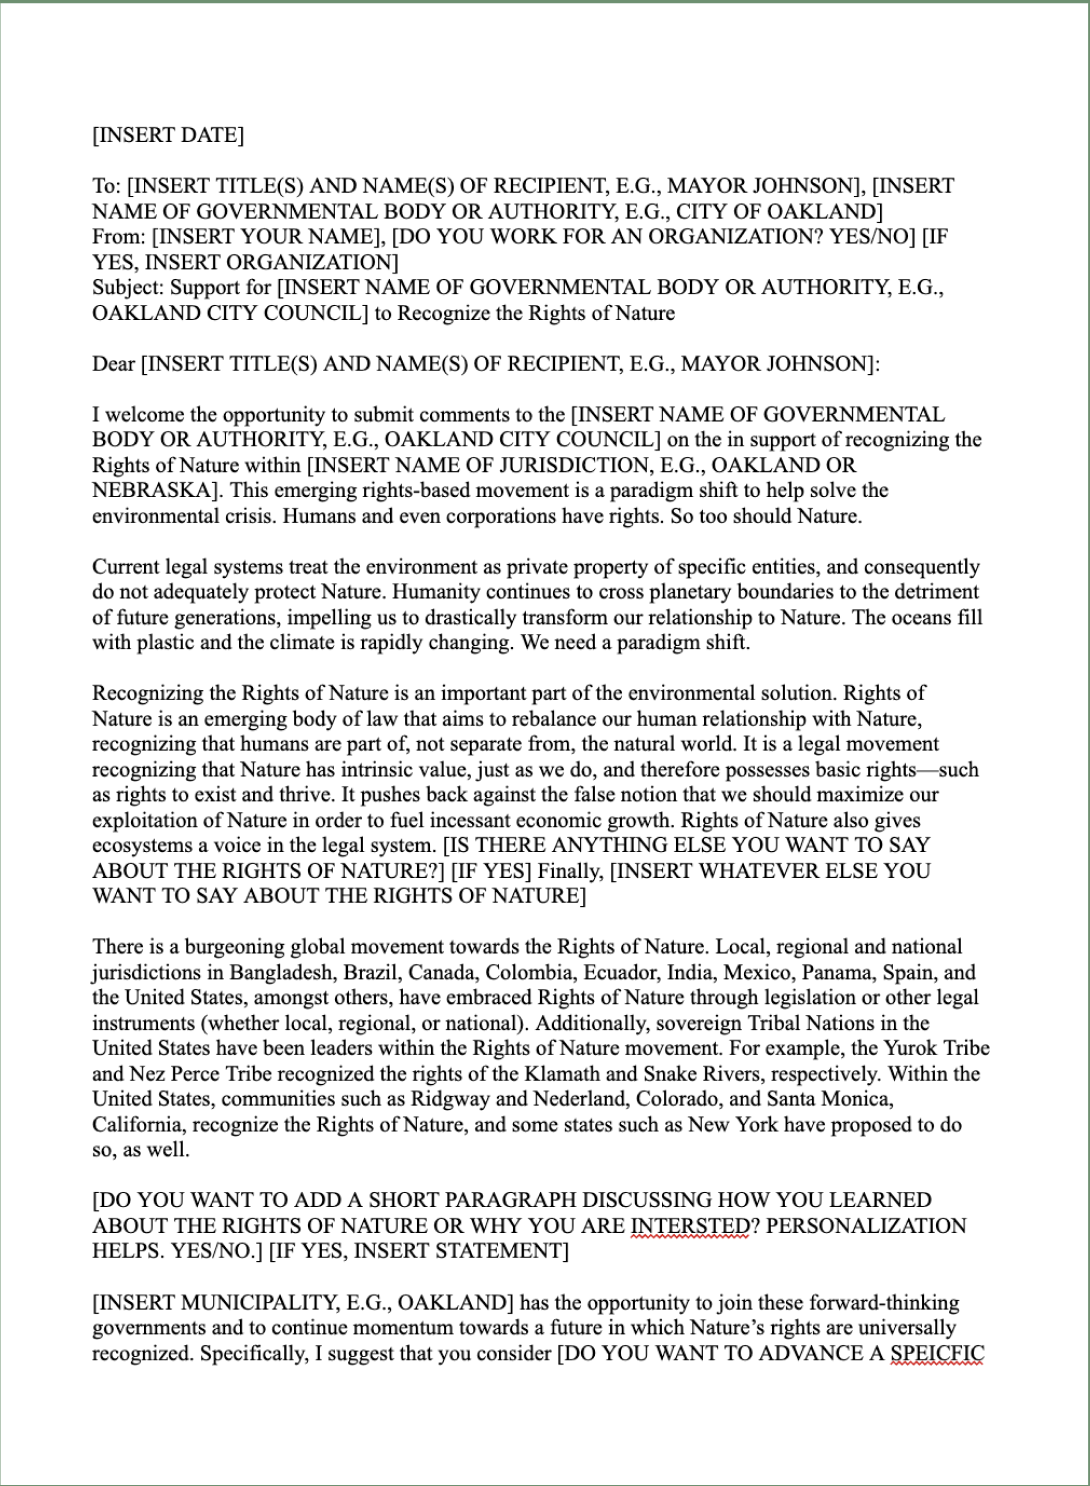 [INSERT DATE]
To: [INSERT TITLE(S) AND NAME(S) OF RECIPIENT, E.G., MAYOR JOHNSON], [INSERT
NAME OF GOVERNMENTAL BODY OR AUTHORITY, E.G., CITY OF OAKLAND]
From: [INSERT YOUR NAME], [DO YOU WORK FOR AN ORGANIZATION? YES/NO] [IF
YES, INSERT ORGANIZATION]
Subject: Support for [INSERT NAME OF GOVERNMENTAL BODY OR AUTHORITY, E.G.,
OAKLAND CITY COUNCIL] to Recognize the Rights of Nature
Dear [INSERT TITLE(S) AND NAME(S) OF RECIPIENT, E.G., MAYOR JOHNSON]:
I welcome the opportunity to submit comments to the [INSERT NAME OF GOVERNMENTAL
BODY OR AUTHORITY, E.G., OAKLAND CITY COUNCIL] on the in support of recognizing the
Rights of Nature within [INSERT NAME OF JURISDICTION, E.G., OAKLAND OR
NEBRASKA]. This emerging rights-based movement is a paradigm shift to help solve the
environmental crisis. Humans and even corporations have rights. So too should Nature.
Current legal systems treat the environment as private property of specific entities, and consequently
do not adequately protect Nature. Humanity continues to cross planetary boundaries to the detriment
of future generations, impelling us to drastically transform our relationship to Nature. The oceans fill
with plastic and the climate is rapidly changing. We need a paradigm shift.
Recognizing the Rights of Nature is an important part of the environmental solution. Rights of
Nature is an emerging body of law that aims to rebalance our human relationship with Nature,
recognizing that humans are part of, not separate from, the natural world. It is a legal movement
recognizing that Nature has intrinsic value, just as we do, and therefore possesses basic rights—such
as rights to exist and thrive. It pushes back against the false notion that we should maximize our
exploitation of Nature in order to fuel incessant economic growth. Rights of Nature also gives
ecosystems a voice in the legal system. [IS THERE ANYTHING ELSE YOU WANT TO SAY
ABOUT THE RIGHTS OF NATURE?] [IF YES] Finally, [INSERT WHATEVER ELSE YOU
WANT TO SAY ABOUT THE RIGHTS OF NATURE]
There is a burgeoning global movement towards the Rights of Nature. Local, regional and national
jurisdictions in Bangladesh, Brazil, Canada, Colombia, Ecuador, India, Mexico, Panama, Spain, and
the United States, amongst others, have embraced Rights of Nature through legislation or other legal
instruments (whether local, regional, or national). Additionally, sovereign Tribal Nations in the
United States have been leaders within the Rights of Nature movement. For example, the Yurok Tribe
and Nez Perce Tribe recognized the rights of the Klamath and Snake Rivers, respectively. Within the
United States, communities such as Ridgway and Nederland, Colorado, and Santa Monica,
California, recognize the Rights of Nature, and some states such as New York have proposed to do
so, as well.
[DO YOU WANT TO ADD A SHORT PARAGRAPH DISCUSSING HOW YOU LEARNED
ABOUT THE RIGHTS OF NATURE OR WHY YOU ARE INTERSTED? PERSONALIZATION
HELPS. YES/NO.] [IF YES, INSERT STATEMENT]
[INSERT MUNICIPALITY, E.G., OAKLAND] has the opportunity to join these forward-thinking
governments and to continue momentum towards a future in which Nature’s rights are universally
recognized. Specifically, I suggest that you consider [DO YOU WANT TO ADVANCE A SPEICFIC